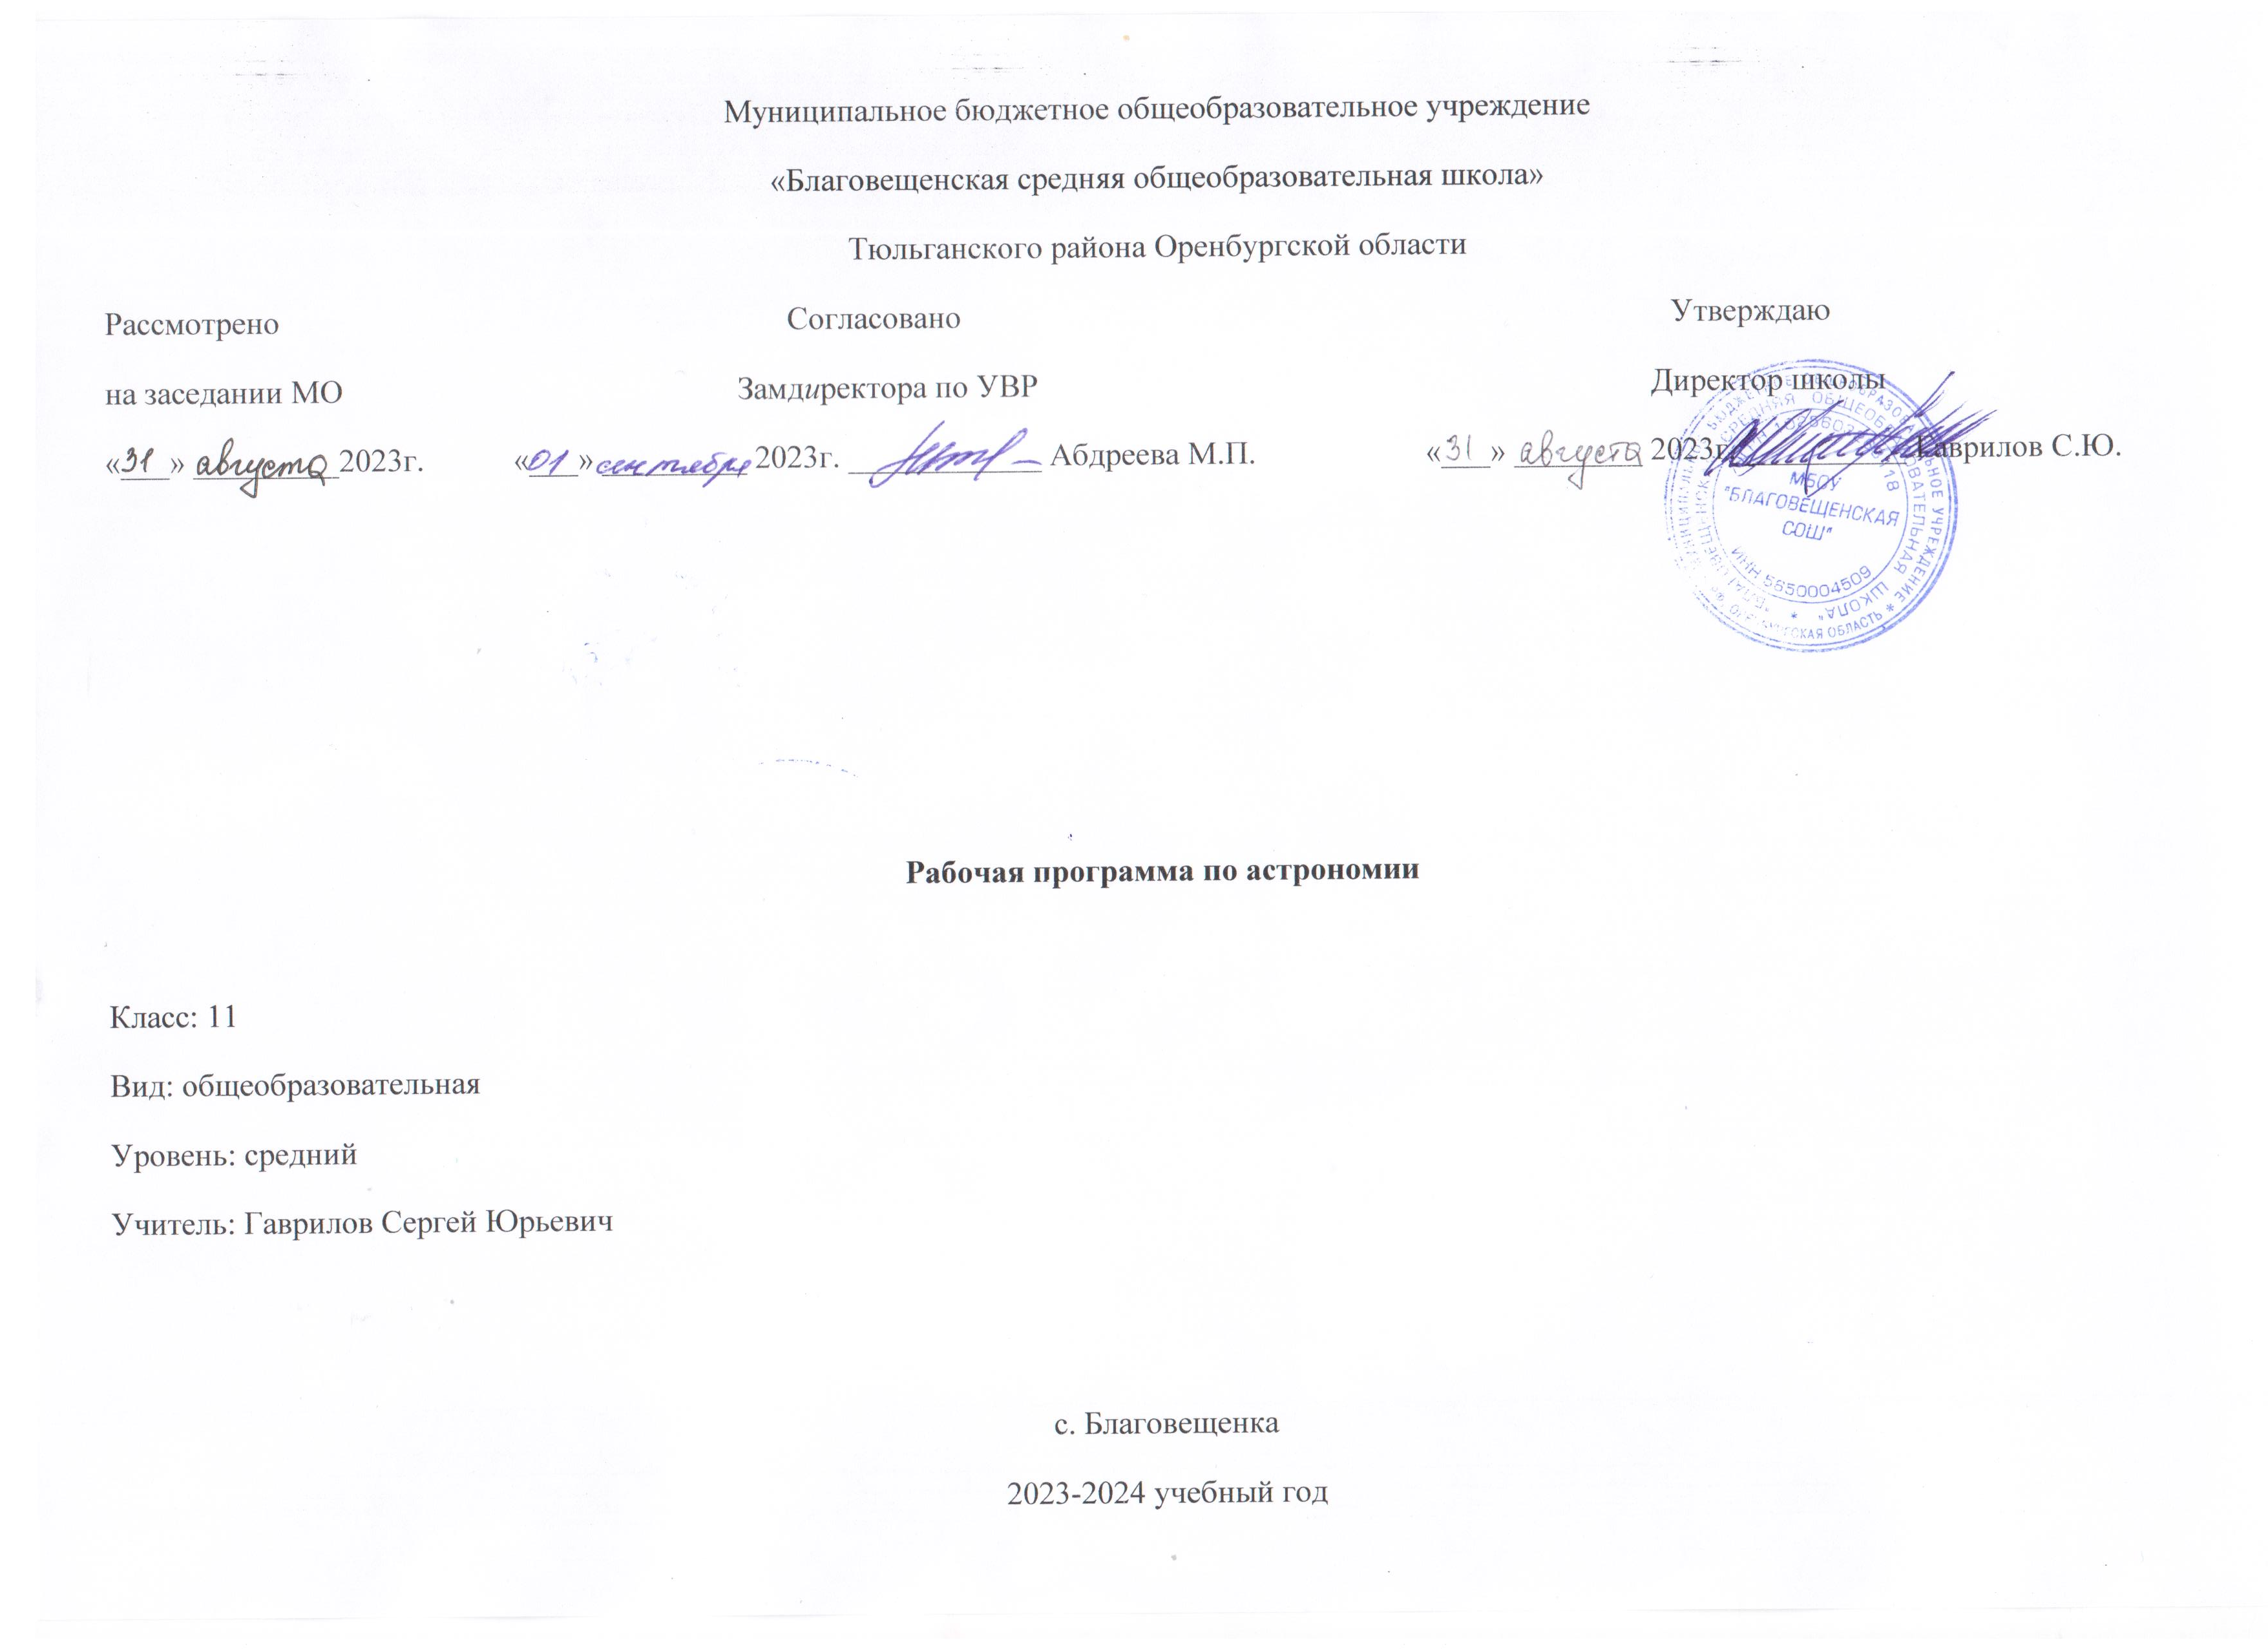 Муниципальное бюджетное общеобразовательное учреждение
«Благовещенская средняя общеобразовательная школа»
Тюльганского района Оренбургской области
Рассмотрено Согласовано Утверждаю
на заседании МО Замдиректора по УВР Директор школы
«31» августа 2023г. «01» сентября 2023г. Абдреева М.П. «31» августа 2023г. Гаврилов С.Ю.
МБОУ
"БЛАГОВЕЩЕНСКАЯ
СОШ"
ИНН 5650004509
СРЕДНЯЯ ОБЩЕОБРАЗОВАТЕЛЬНАЯ ШКОЛА"
Рабочая программа по астрономии
Класс: 11
Вид: общеобразовательная
Уровень: средний
Учитель: Гаврилов Сергей Юрьевич
с. Благовещенка
2023-2024 учебный год